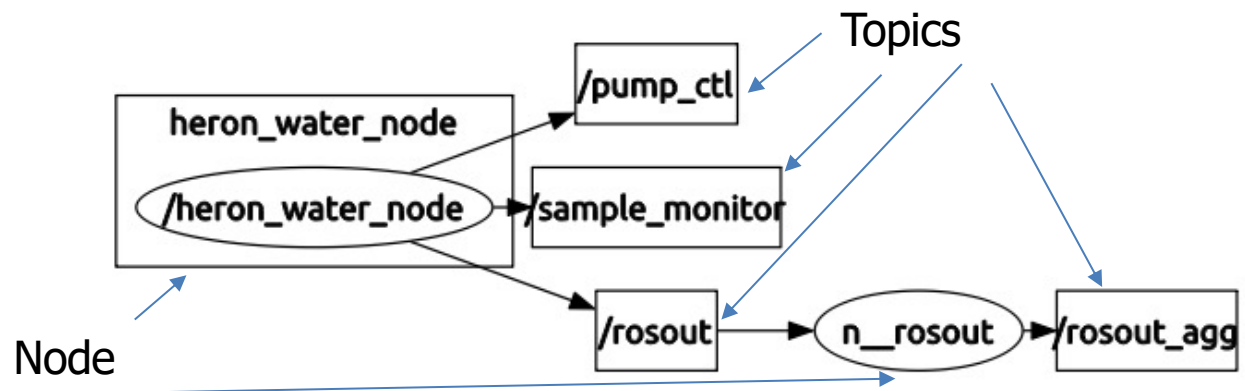 Topics
/pump_ctl
heron_water_node
/heron_water_node
/sample_monitor
/rosout
n__rosout
/rosout_agg
Node